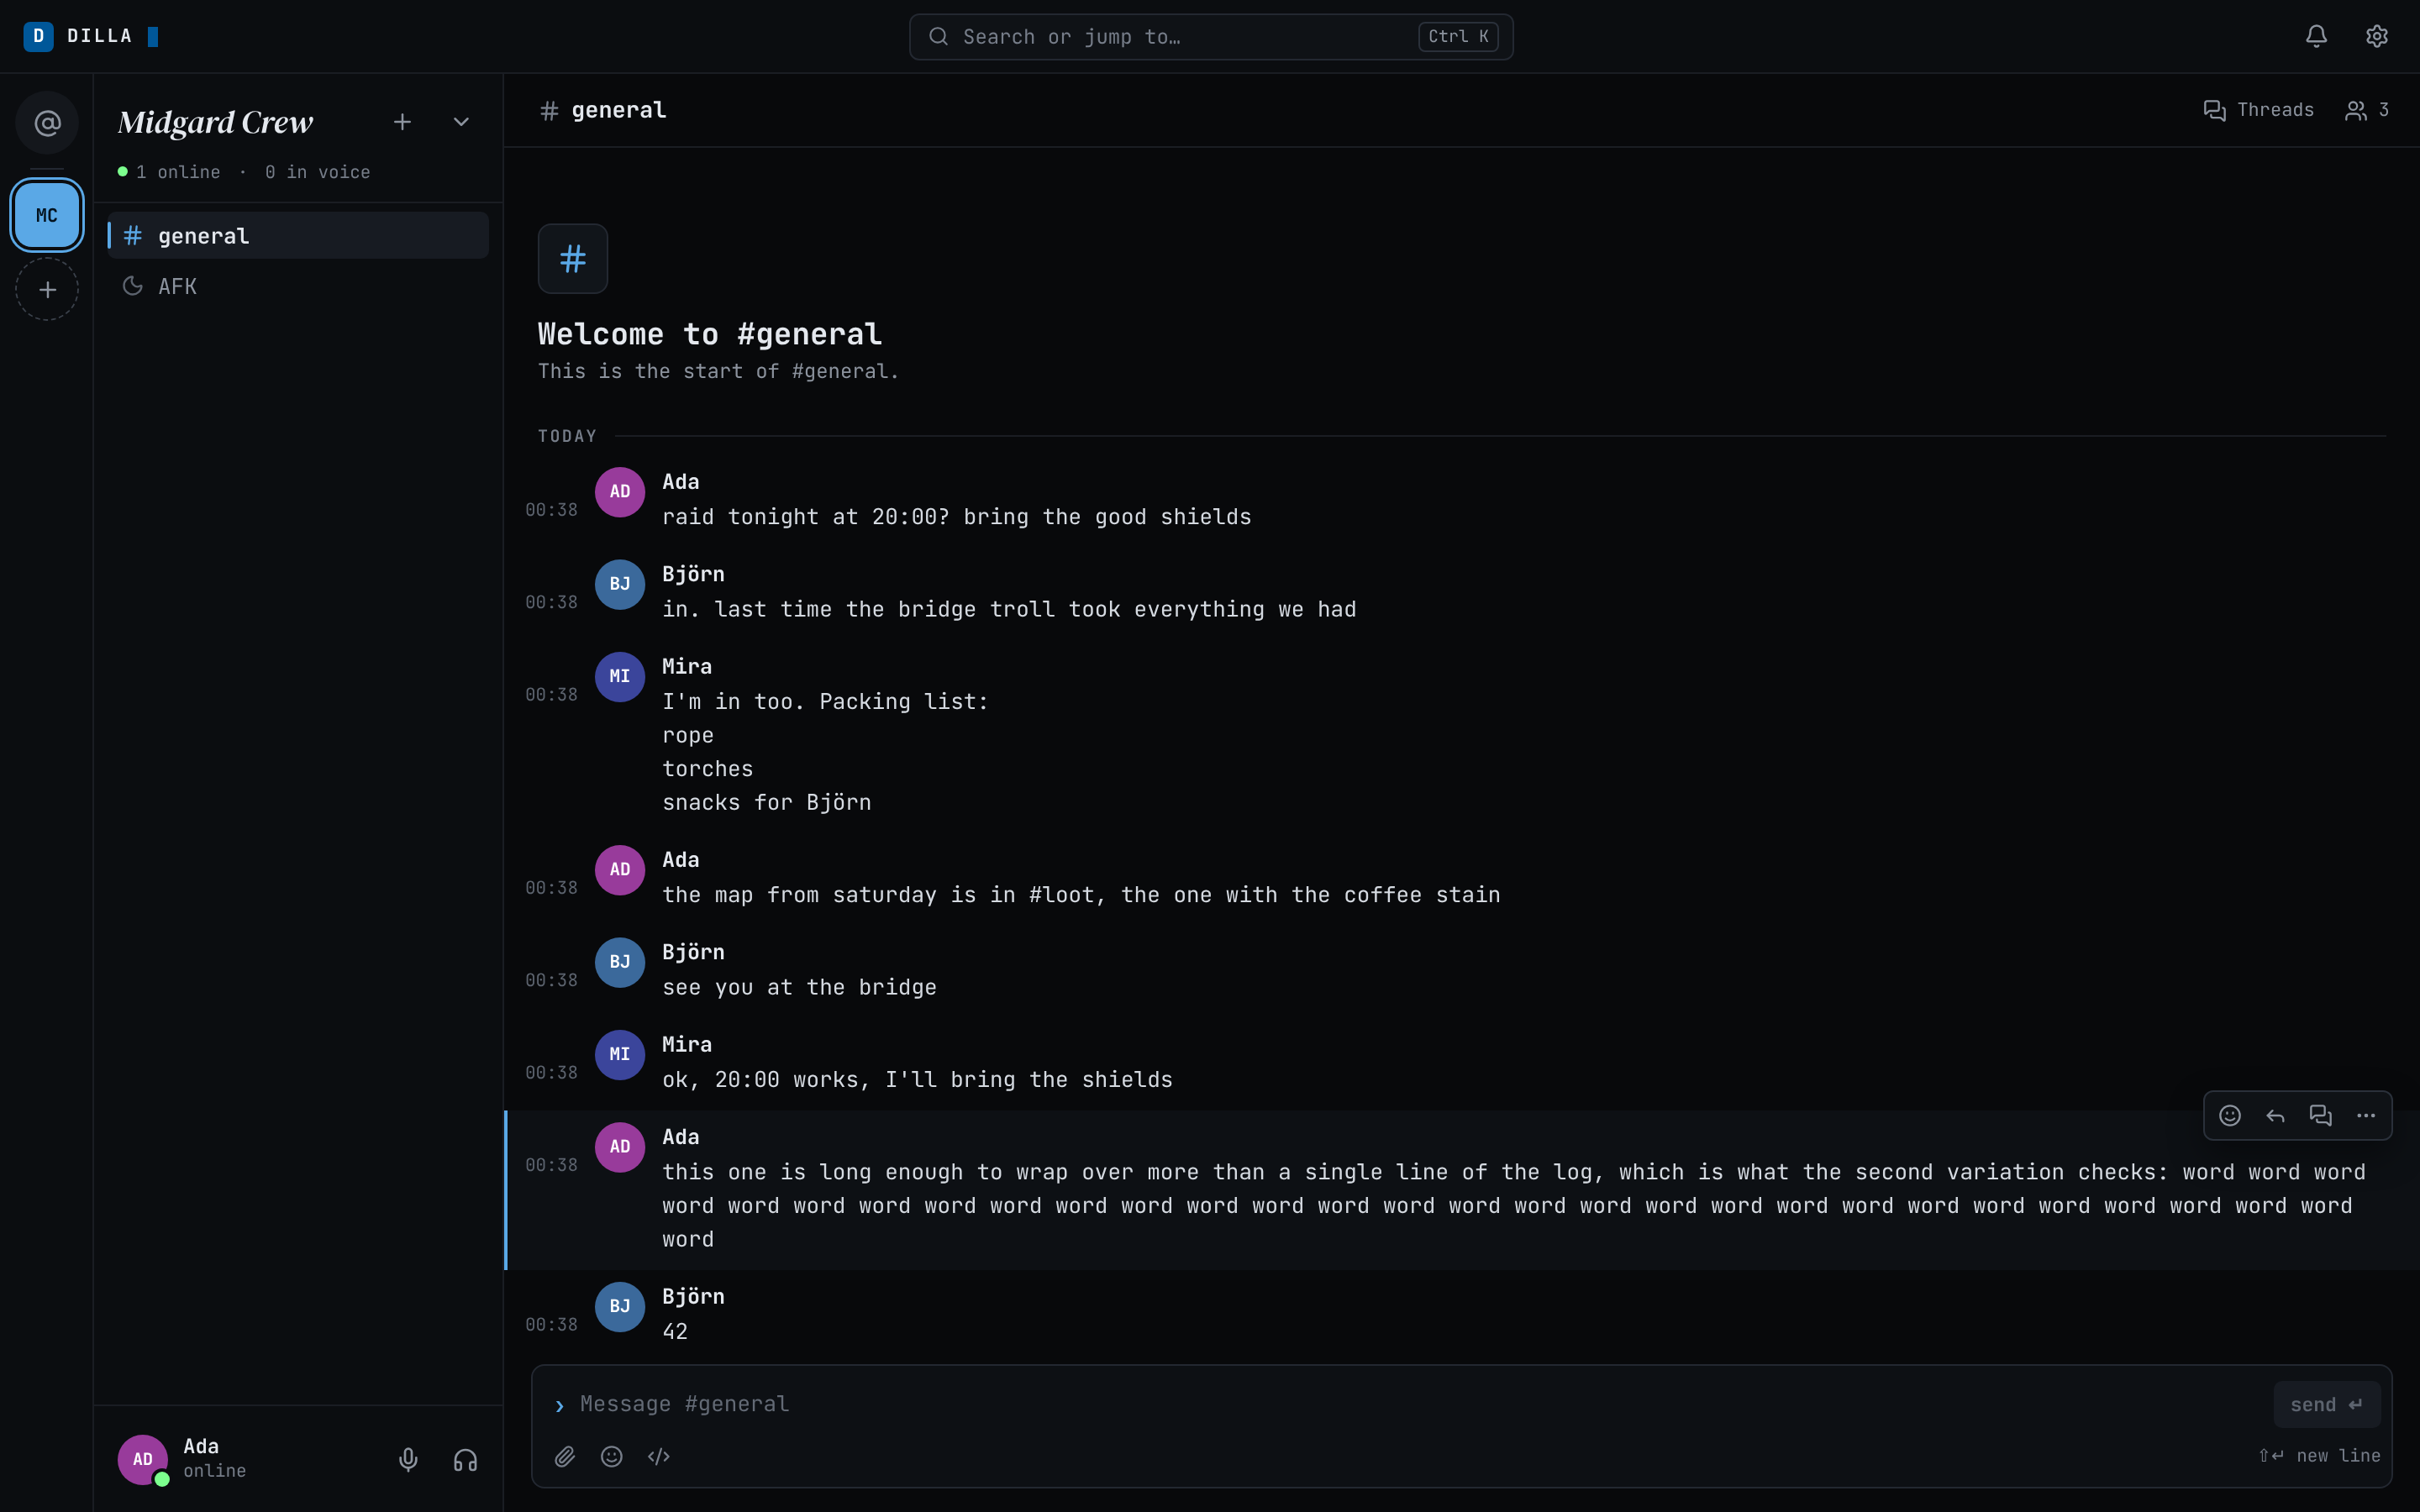 D DILLA
Search or jump to…
Ctrl K
MC
Midgard Crew
1 online · 0 in voice
# general
AFK
# general
Threads
3
#
Welcome to #general
This is the start of #general.
TODAY
AD Ada
00:38 raid tonight at 20:00? bring the good shields
BJ Björn
00:38 in. last time the bridge troll took everything we had
MI Mira
00:38 I'm in too. Packing list:
rope
torches
snacks for Björn
AD Ada
00:38 the map from saturday is in #loot, the one with the coffee stain
BJ Björn
00:38 see you at the bridge
MI Mira
00:38 ok, 20:00 works, I'll bring the shields
AD Ada
00:38 this one is long enough to wrap over more than a single line of the log, which is what the second variation checks: word word word
word word word word word word word word word word word word word word word word word word word word word word word word word word
word
BJ Björn
00:38 42
› Message #general
send ↵
⇧↵ new line
AD Ada
online